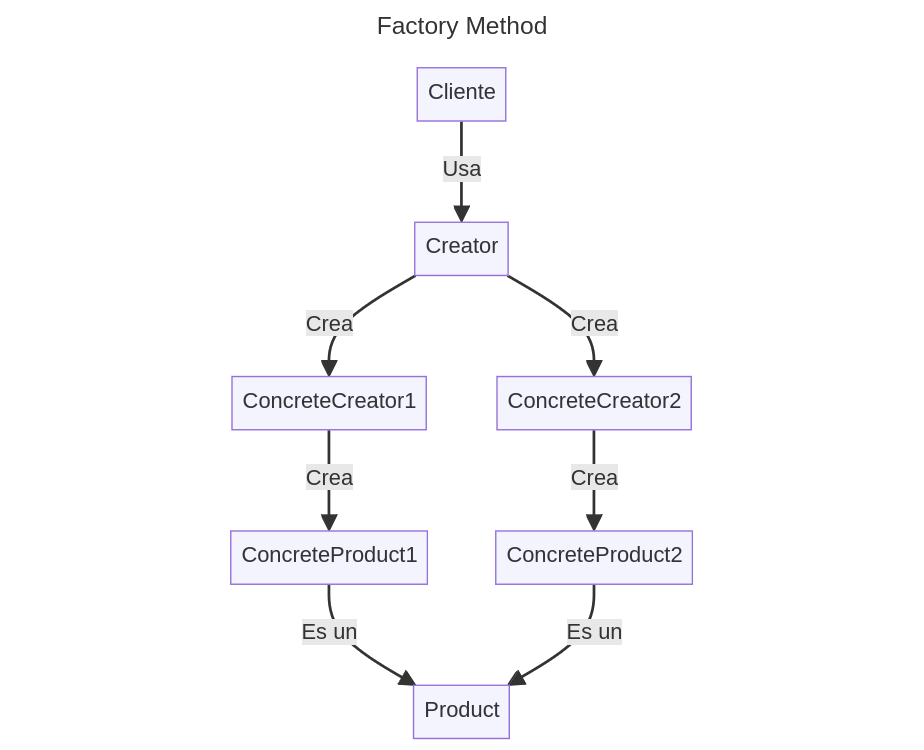 Factory Method
Cliente
Usa
Creator
Crea
Crea
ConcreteCreator1
ConcreteCreator2
Crea
Crea
ConcreteProduct1
ConcreteProduct2
Es un
Es un
Product